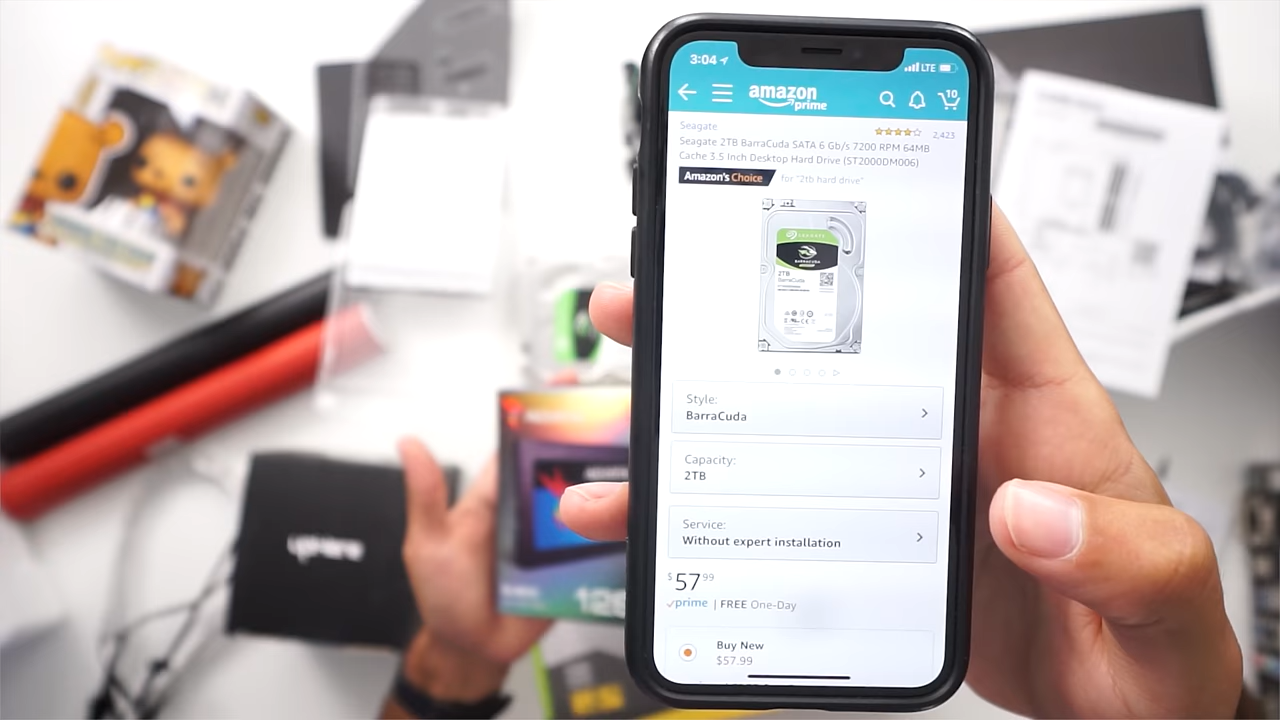 3:04
LTE
amazon
prime
10
Seagate
2,423
Seagate 2TB BarraCuda SATA 6 Gb/s 7200 RPM 64MB
Cache 3.5 Inch Desktop Hard Drive (ST2000DM006)
Amazon's Choice for "2tb hard drive"
SEAGATE
BARRACUDA
2TB
BarraCuda
Style:
BarraCuda
Capacity:
2TB
Service:
Without expert installation
$57 99
prime | FREE One-Day
Buy New
$57.99